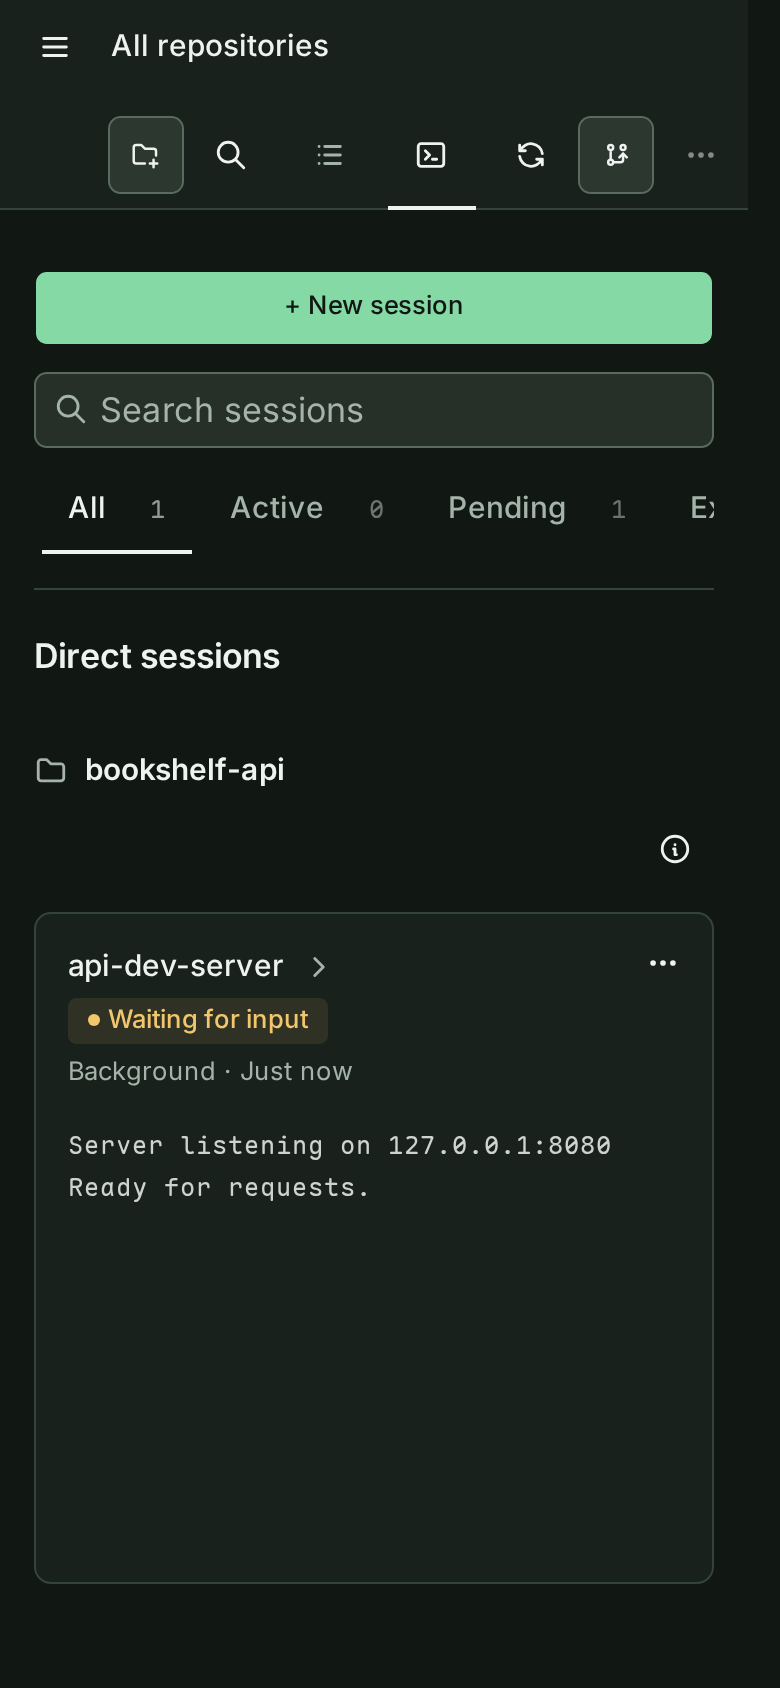 All repositories
+ New session
Search sessions
All 1 Active 0 Pending 1 Ex
Direct sessions
bookshelf-api
api-dev-server
Waiting for input
Background · Just now
Server listening on 127.0.0.1:8080
Ready for requests.